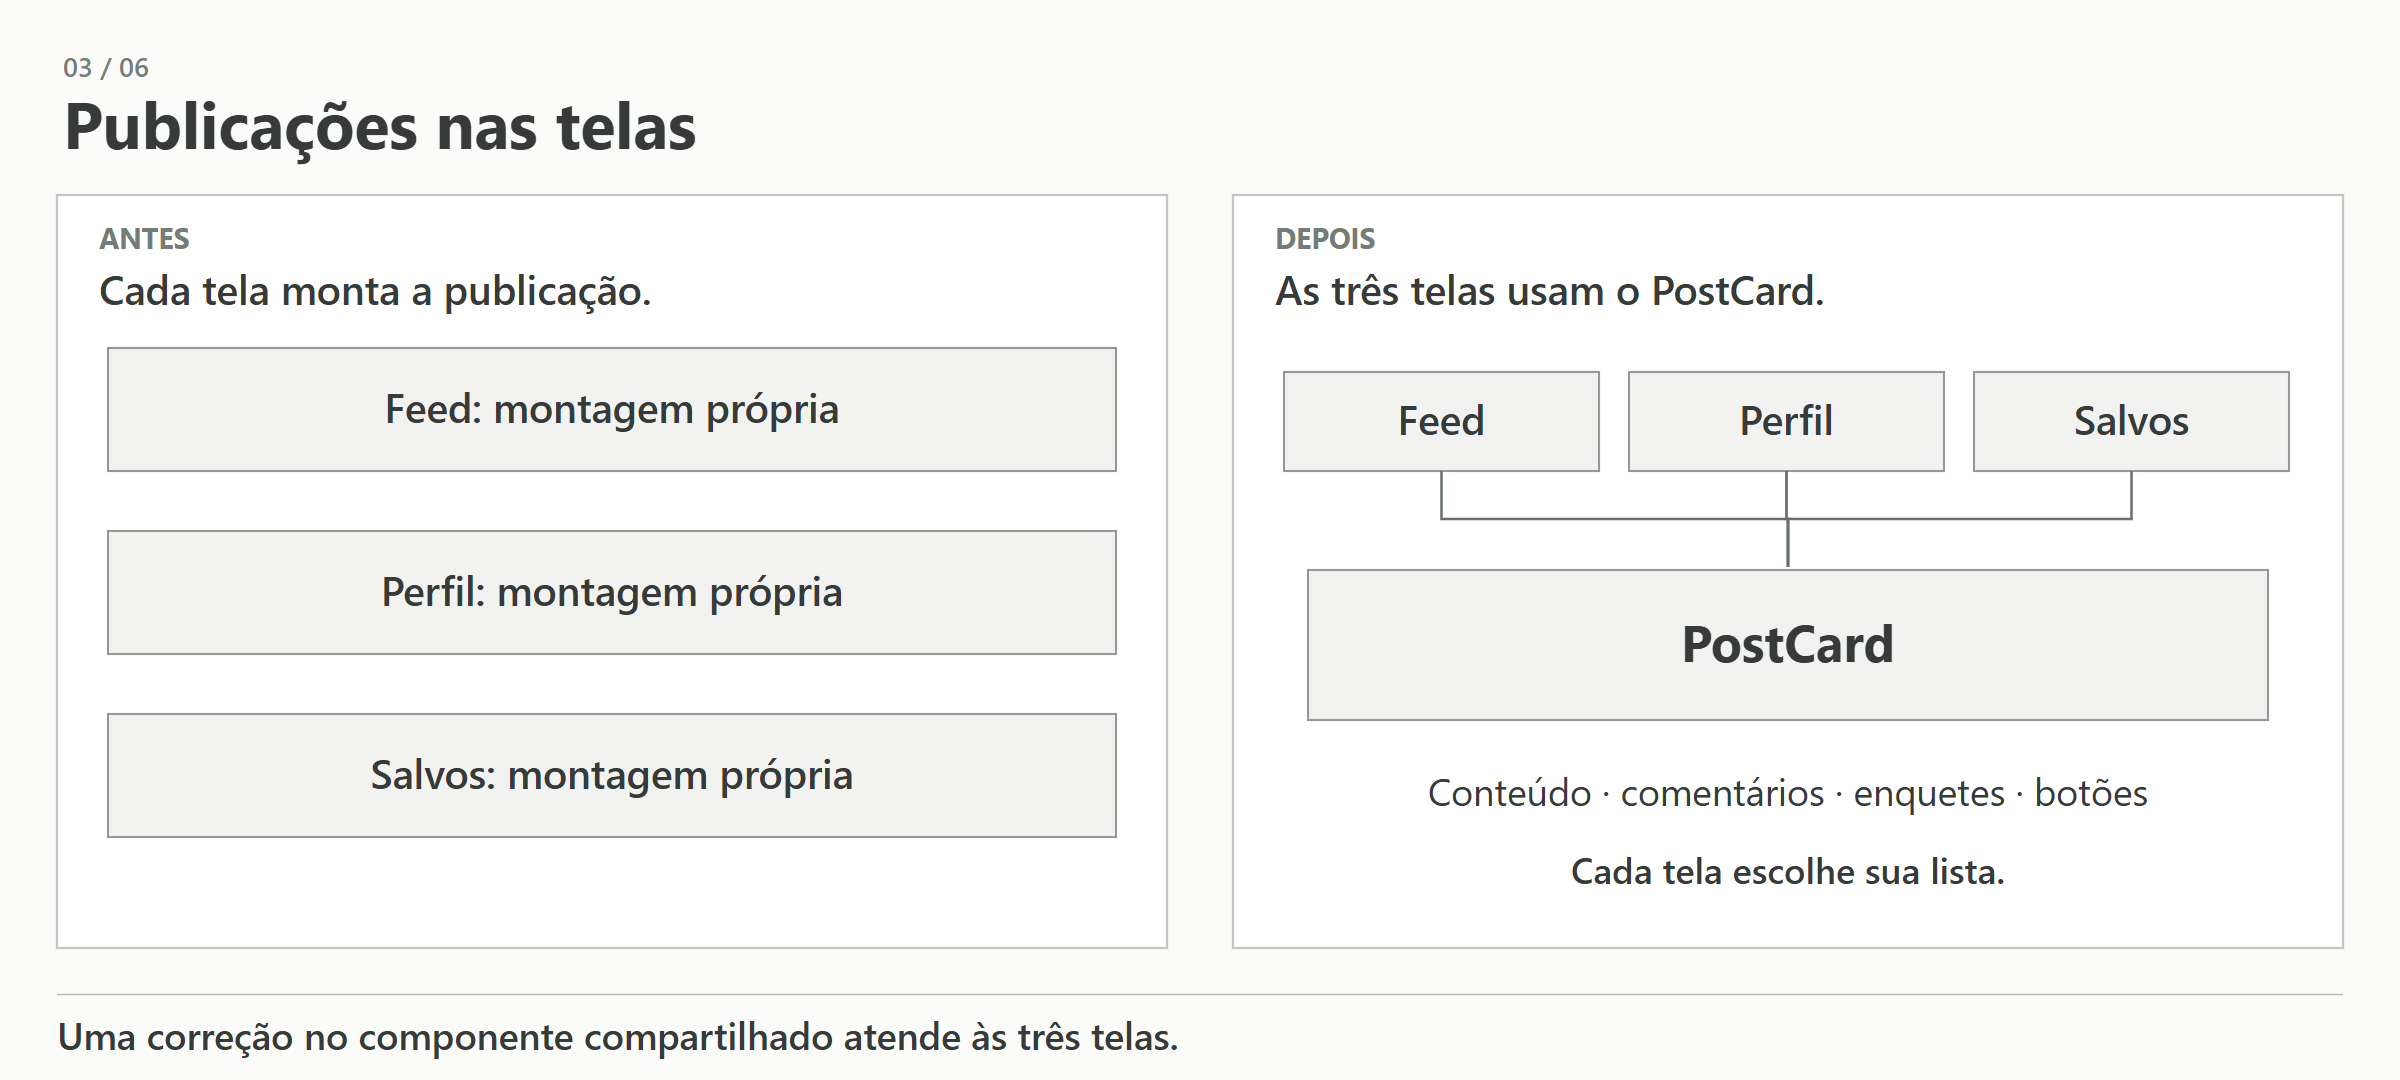 03 / 06
Publicações nas telas
ANTES
Cada tela monta a publicação.
Feed: montagem própria
Perfil: montagem própria
Salvos: montagem própria
DEPOIS
As três telas usam o PostCard.
Feed
Perfil
Salvos
PostCard
Conteúdo · comentários · enquetes · botões
Cada tela escolhe sua lista.
Uma correção no componente compartilhado atende às três telas.